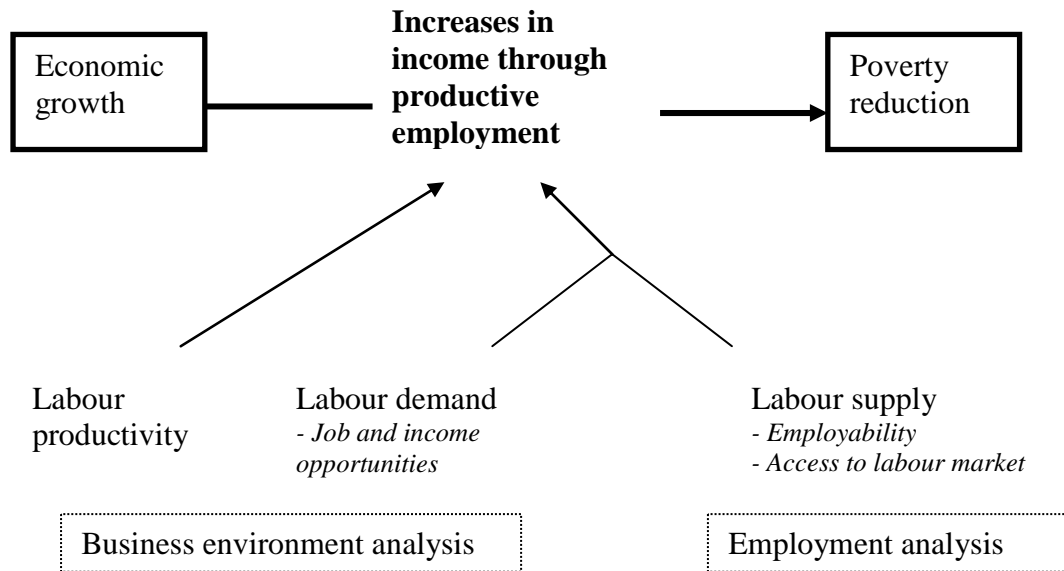 Economic
growth
Increases in
income through
productive
employment
Poverty
reduction
Labour
productivity
Labour demand
- Job and income
opportunities
Labour supply
- Employability
- Access to labour market
Business environment analysis
Employment analysis